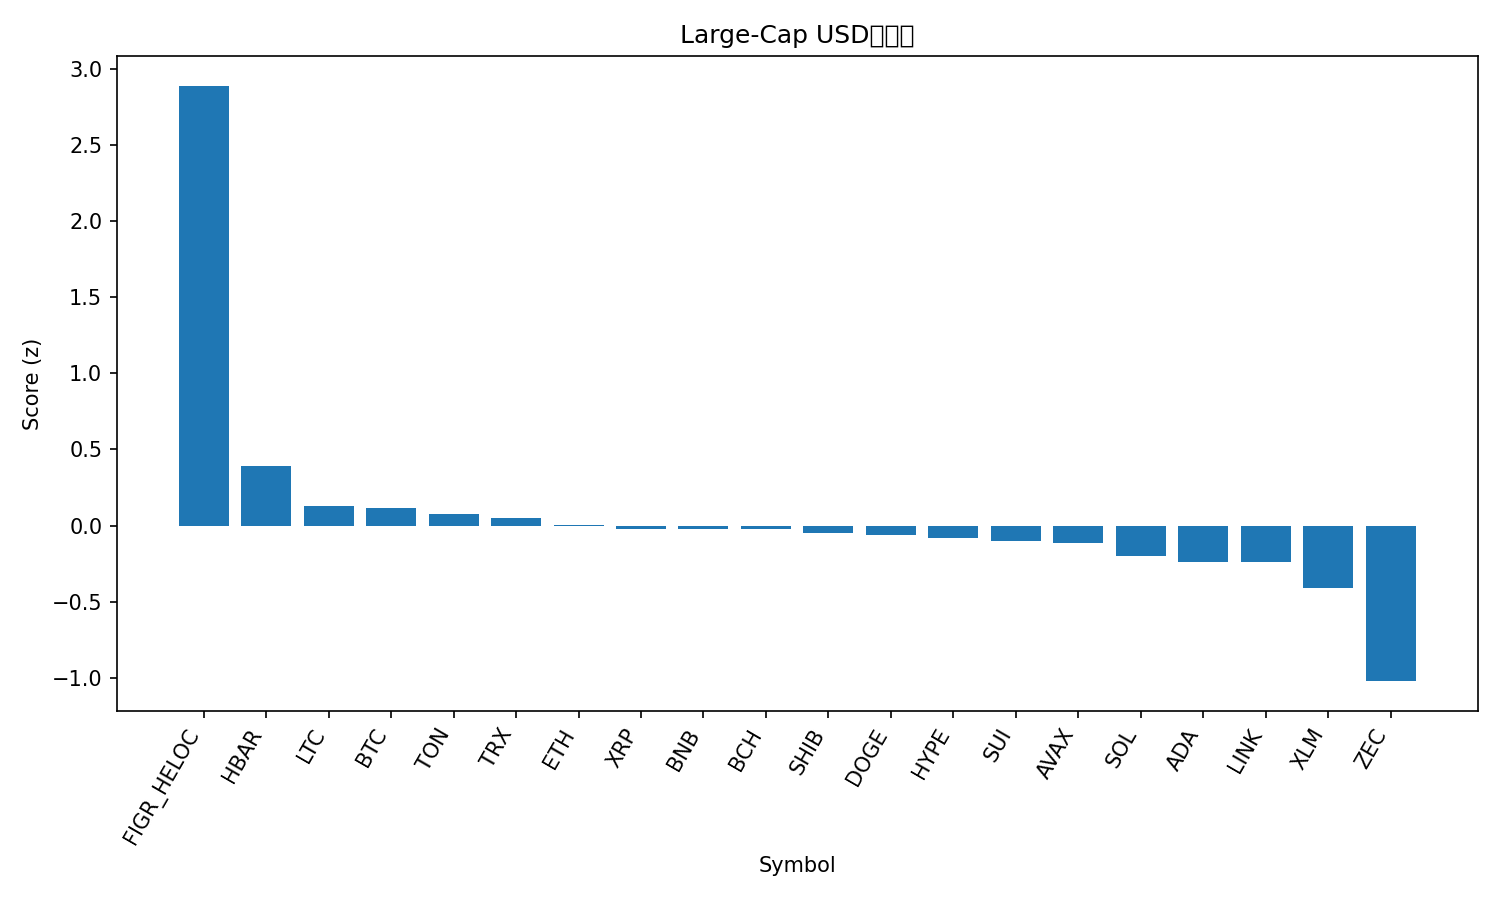 Large-Cap USD
3.0
2.5
2.0
1.5
1.0
0.5
0.0
−0.5
−1.0
Score (z)
FIGR_HELOC
HBAR
LTC
BTC
TON
TRX
ETH
XRP
BNB
BCH
SHIB
DOGE
HYPE
SUI
AVAX
SOL
ADA
LINK
XLM
ZEC
Symbol